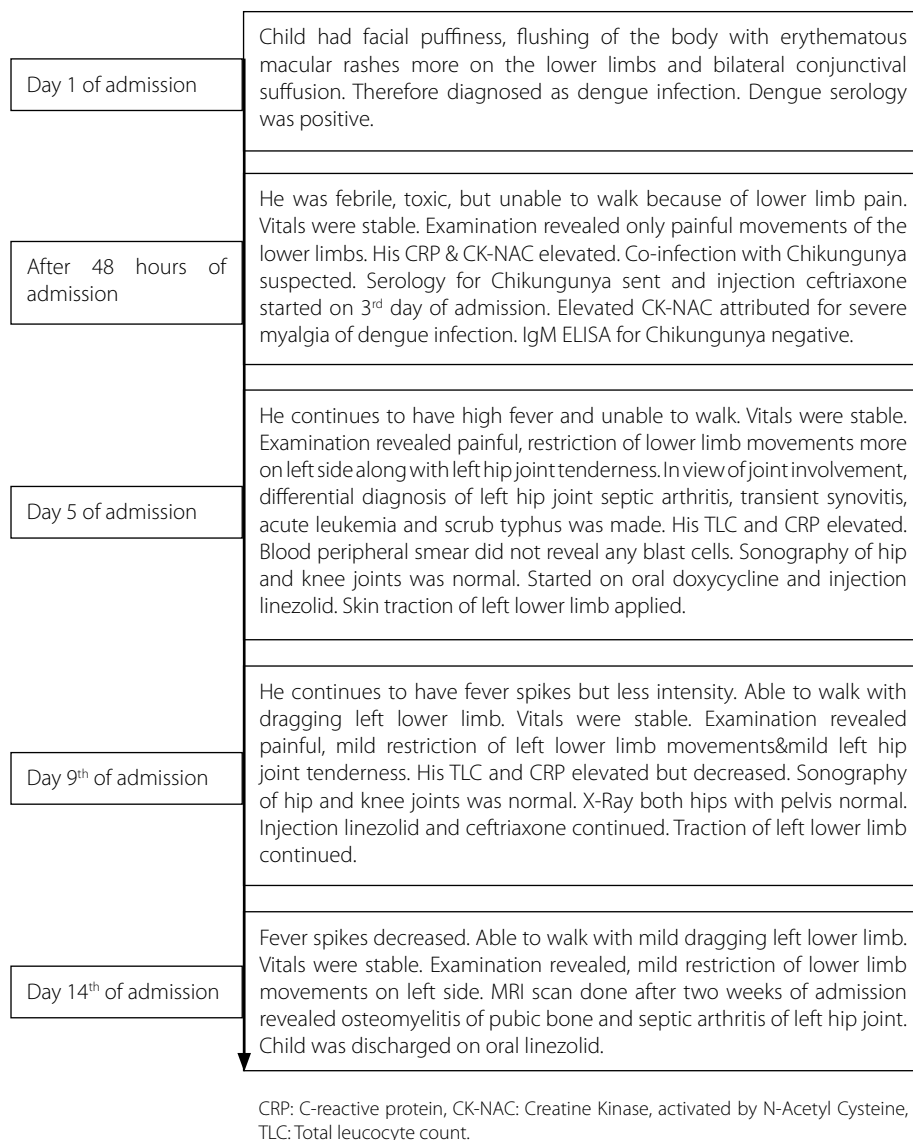 Day 1 of admission
Child had facial puffiness, flushing of the body with erythematous
macular rashes more on the lower limbs and bilateral conjunctival
suffusion. Therefore diagnosed as dengue infection. Dengue serology
was positive.
After 48 hours of
admission
He was febrile, toxic, but unable to walk because of lower limb pain.
Vitals were stable. Examination revealed only painful movements of the
lower limbs. His CRP & CK-NAC elevated. Co-infection with Chikungunya
suspected. Serology for Chikungunya sent and injection ceftriaxone
started on 3rd day of admission. Elevated CK-NAC attributed for severe
myalgia of dengue infection. IgM ELISA for Chikungunya negative.
Day 5 of admission
He continues to have high fever and unable to walk. Vitals were stable.
Examination revealed painful, restriction of lower limb movements more
on left side along with left hip joint tenderness. In view of joint involvement,
differential diagnosis of left hip joint septic arthritis, transient synovitis,
acute leukemia and scrub typhus was made. His TLC and CRP elevated.
Blood peripheral smear did not reveal any blast cells. Sonography of hip
and knee joints was normal. Started on oral doxycycline and injection
linezolid. Skin traction of left lower limb applied.
Day 9th of admission
He continues to have fever spikes but less intensity. Able to walk with
dragging left lower limb. Vitals were stable. Examination revealed
painful, mild restriction of left lower limb movements&mild left hip
joint tenderness. His TLC and CRP elevated but decreased. Sonography
of hip and knee joints was normal. X-Ray both hips with pelvis normal.
Injection linezolid and ceftriaxone continued. Traction of left lower limb
continued.
Day 14th of admission
Fever spikes decreased. Able to walk with mild dragging left lower limb.
Vitals were stable. Examination revealed, mild restriction of lower limb
movements on left side. MRI scan done after two weeks of admission
revealed osteomyelitis of pubic bone and septic arthritis of left hip joint.
Child was discharged on oral linezolid.
CRP: C-reactive protein, CK-NAC: Creatine Kinase, activated by N-Acetyl Cysteine,
TLC: Total leucocyte count.